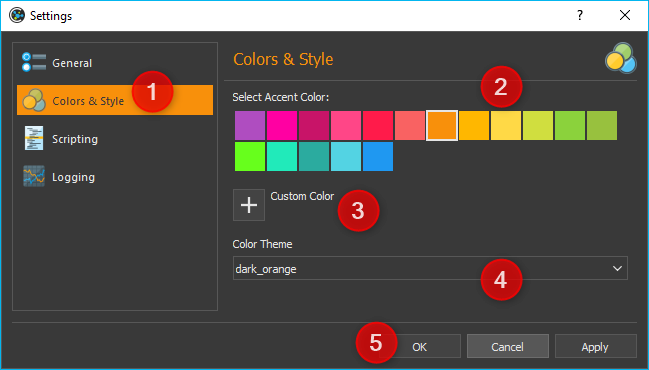 Settings
?
General
1
Colors & Style
Scripting
Logging
Colors & Style
2
Select Accent Color:
Custom Color
3
Color Theme
dark_orange
4
5
OK
Cancel
Apply